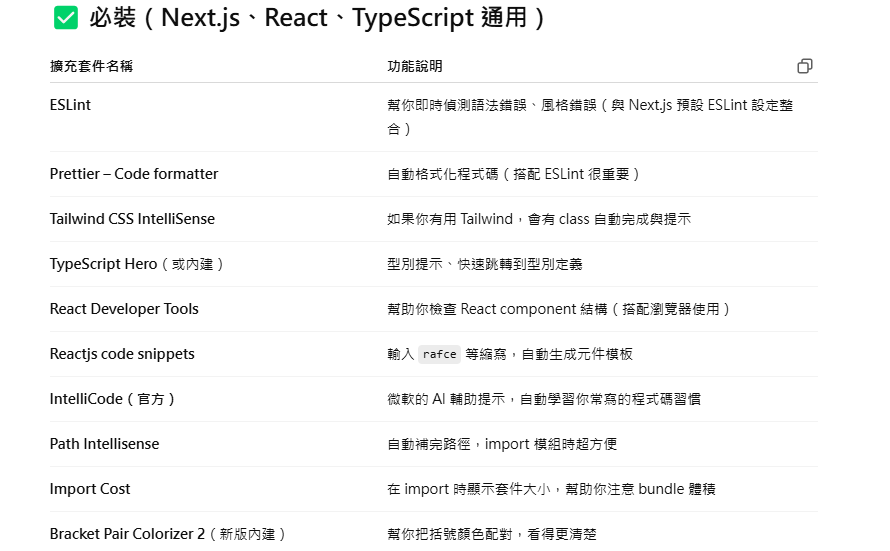 ✅ 必裝（Next.js、React、TypeScript 通用）
擴充套件名稱 功能說明
ESLint 幫你即時偵測語法錯誤、風格錯誤（與 Next.js 預設 ESLint 設定整
合）
Prettier – Code formatter 自動格式化程式碼（搭配 ESLint 很重要）
Tailwind CSS IntelliSense 如果你有用 Tailwind，會有 class 自動完成與提示
TypeScript Hero（或內建） 型別提示、快速跳轉到型別定義
React Developer Tools 幫助你檢查 React component 結構（搭配瀏覽器使用）
Reactjs code snippets 輸入 rafce 等縮寫，自動生成元件模板
IntelliCode（官方） 微軟的 AI 輔助提示，自動學習你常寫的程式碼習慣
Path Intellisense 自動補完路徑，import 模組時超方便
Import Cost 在 import 時顯示套件大小，幫助你注意 bundle 體積
Bracket Pair Colorizer 2（新版內建） 幫你把括號顏色配對，看得更清楚